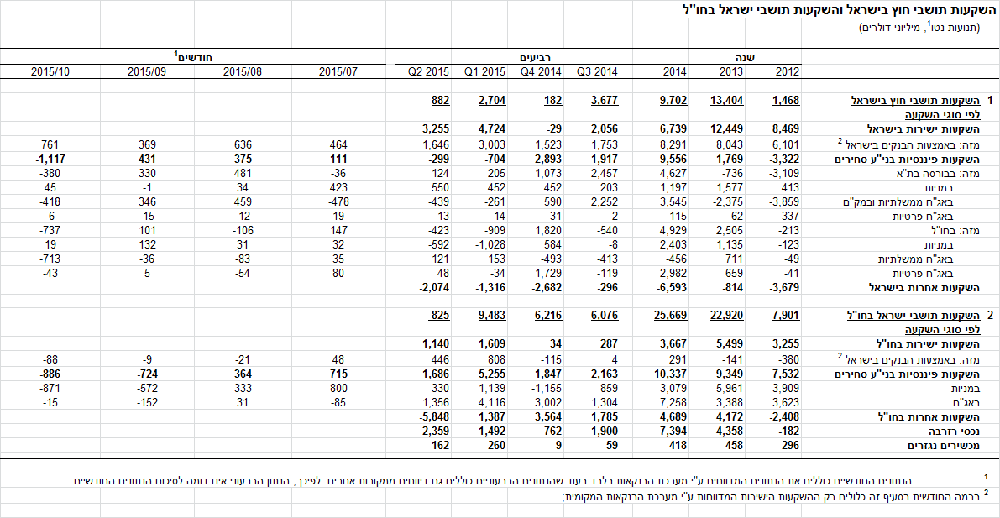 השקעות תושבי חוץ בישראל והשקעות תושבי ישראל בחו"ל
(תנועות נטו1, מיליוני דולרים)
שנה רביעים חודשים1
2012 2013 2014 Q3 2014 Q4 2014 Q1 2015 Q2 2015 2015/07 2015/08 2015/09 2015/10
1 השקעות תושבי חוץ בישראל 1,468 13,404 9,702 3,677 182 2,704 882
לפי סוגי השקעה
השקעות ישירות בישראל 8,469 12,449 6,739 2,056 -29 4,724 3,255
מזה: באמצעות הבנקים בישראל 2 6,101 8,043 8,291 1,753 1,523 3,003 1,646 464 636 369 761
השקעות פיננסיות בני"ע סחירים -3,322 1,769 9,556 1,917 2,893 -704 -299 111 375 431 -1,117
מזה: בבורסה בת"א -3,109 -736 4,627 2,457 1,073 205 124 -36 481 330 -380
במניות 413 1,577 1,197 203 452 452 550 423 34 -1 45
באג"ח ממשלתיות ובמק"ם -3,859 -2,375 3,545 2,252 590 -261 -439 -478 459 346 -418
באג"ח פרטיות 337 62 -115 2 31 14 13 19 -12 -15 -6
מזה: בחו"ל -213 2,505 4,929 -540 1,820 -909 -423 147 -106 101 -737
במניות -123 1,135 2,403 -8 584 -1,028 -592 32 31 132 19
באג"ח ממשלתיות -49 711 -456 -413 -493 153 121 35 -83 -36 -713
באג"ח פרטיות -41 659 2,982 -119 1,729 -34 48 80 -54 5 -43
השקעות אחרות בישראל -3,679 -814 -6,593 -296 -2,682 -1,316 -2,074
2 השקעות תושבי ישראל בחו"ל 7,901 22,920 25,669 6,076 6,216 9,483 -825
לפי סוגי השקעה
השקעות ישירות בחו"ל 3,255 5,499 3,667 287 34 1,609 1,140
מזה: באמצעות הבנקים בישראל 2 -380 -141 291 4 -115 808 446 48 -21 -9 -88
השקעות פיננסיות בני"ע סחירים 7,532 9,349 10,337 2,163 1,847 5,255 1,686 715 364 -724 -886
במניות 3,909 5,961 3,079 859 -1,155 1,139 330 800 333 -572 -871
באג"ח 3,623 3,388 7,258 1,304 3,002 4,116 1,356 -85 31 -152 -15
השקעות אחרות בחו"ל -2,408 4,172 4,689 1,785 3,564 1,387 -5,848
נכסי רזרבה -182 4,358 7,394 1,900 762 1,492 2,359
מכשירים נגזרים -296 -458 -418 -59 9 -260 -162
1 הנתונים החודשיים כוללים את הנתונים המדווחים ע"י מערכת הבנקאות בלבד בעוד שהנתונים הרבעוניים כוללים גם דיווחים ממקורות אחרים. לפיכך, הנתון הרבעוני אינו דומה לסיכום הנתונים החודשיים.
2 ברמה החודשית בסעיף זה כלולים רק ההשקעות הישירות המדווחות ע"י מערכת הבנקאות המקומית;